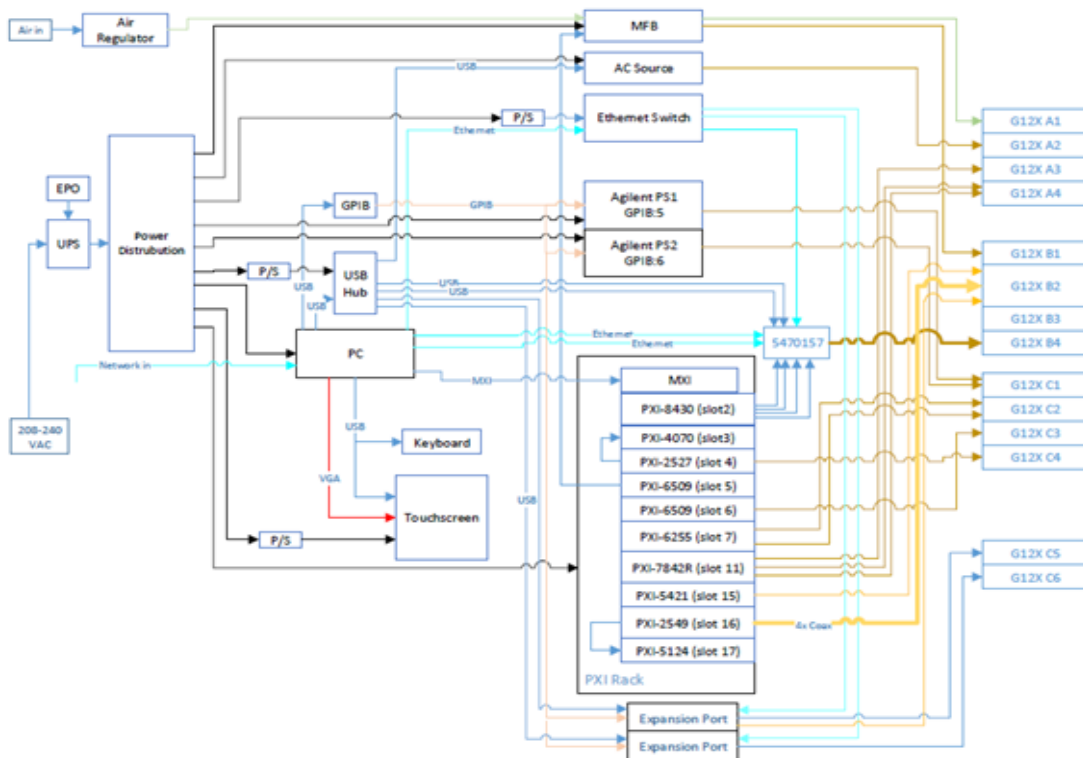 Air in
Air
Regulator
MFB
USB
AC Source
P/S
Ethernet Switch
Ethernet
G12X A1
G12X A2
G12X A3
G12X A4
EPO
UPS
Power
Distrubution
GPIB
GPIB
Agilent PS1
GPIB:5
Agilent PS2
GPIB:6
G12X B1
G12X B2
G12X B3
G12X B4
P/S
USB
Hub
USB
USB
USB
USB
PC
Ethernet
Ethernet
5470157
Network in
MXI
MXI
PXI-8430 (slot2)
PXI-4070 (slot3)
PXI-2527 (slot 4)
PXI-6509 (slot 5)
PXI-6509 (slot 6)
PXI-6255 (slot 7)
PXI-7842R (slot 11)
PXI-5421 (slot 15)
PXI-2549 (slot 16)
PXI-5124 (slot 17)
PXI Rack
4x Coax
G12X C1
G12X C2
G12X C3
G12X C4
208-240
VAC
USB
Keyboard
VGA
USB
Touchscreen
P/S
G12X C5
G12X C6
Expansion Port
Expansion Port